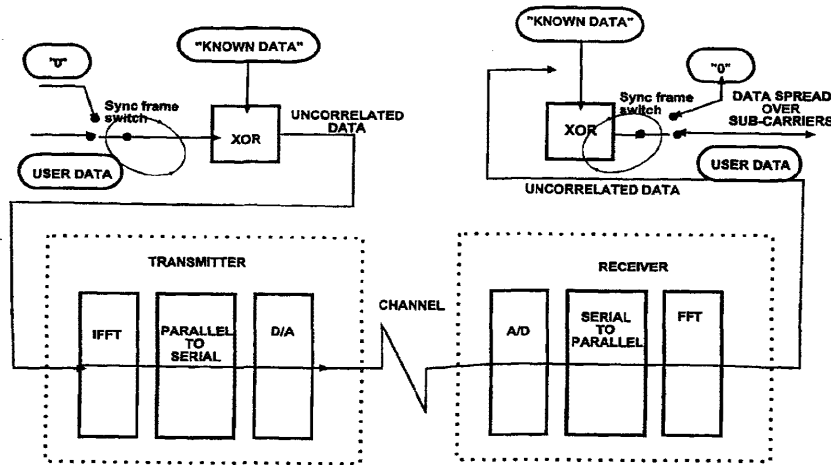 "KNOWN DATA"
"0"
Sync frame
switch
XOR
UNCORRELATED
DATA
USER DATA
"KNOWN DATA"
"0"
Sync frame
switch
DATA SPREAD
OVER
SUB-CARRIERS
XOR
USER DATA
UNCORRELATED DATA
TRANSMITTER
IFFT
PARALLEL
TO
SERIAL
D/A
CHANNEL
RECEIVER
A/D
SERIAL
TO
PARALLEL
FFT